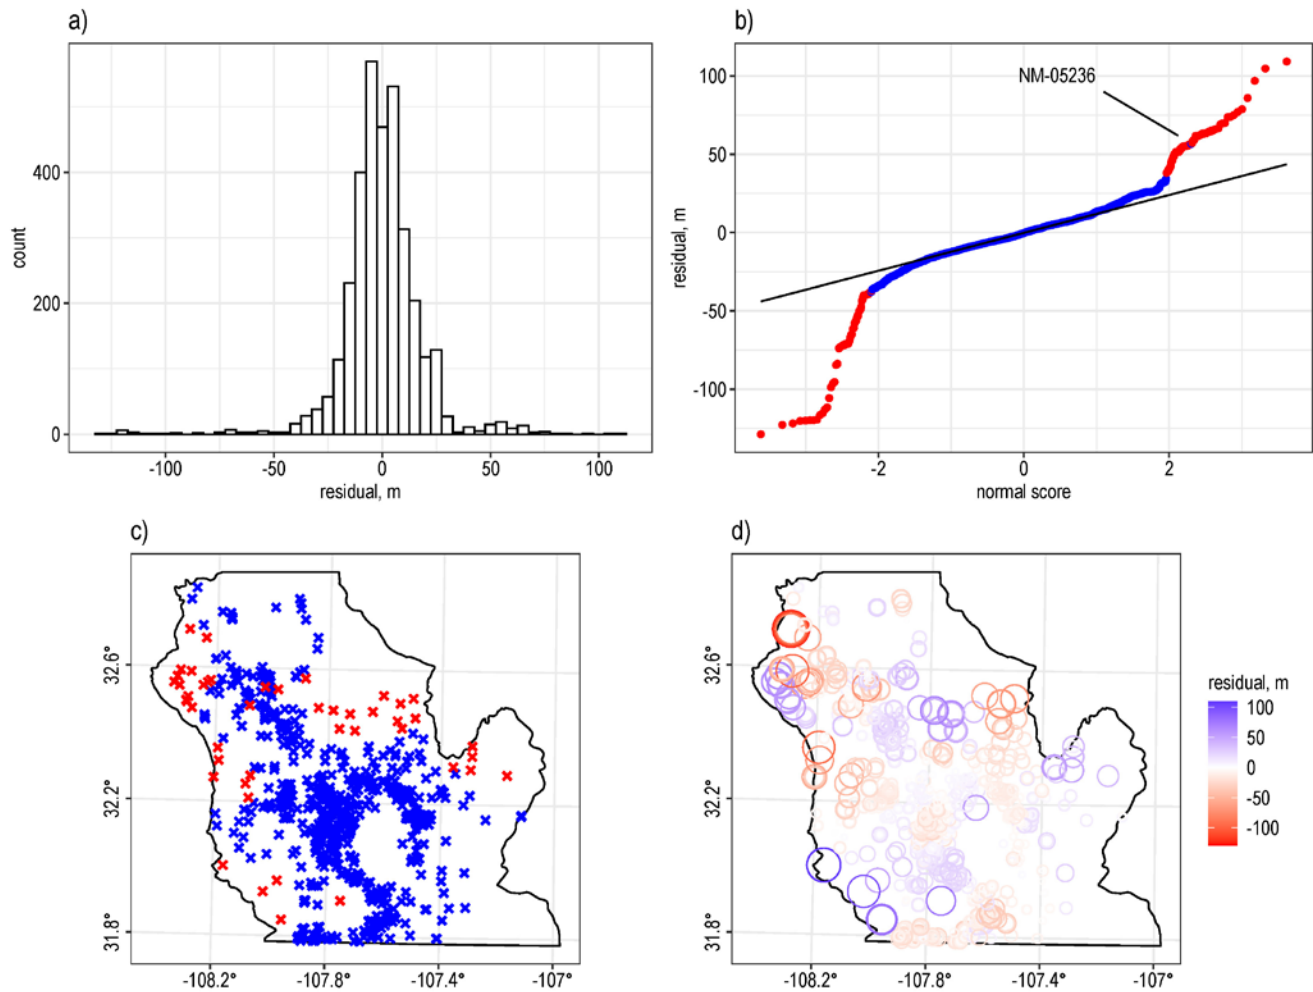 a)
400
200
0
count
-100 -50 0 50 100
residual, m
b)
NM-05236
100
50
0
-50
-100
residual, m
-2 0 2
normal score
c)
32.6°
32.2°
31.8°
-108.2 -107.8 -107.4 -107°
d)
32.6°
32.2°
31.8°
-108.2 -107.8 -107.4 -107°
residual, m
100
50
0
-50
-100